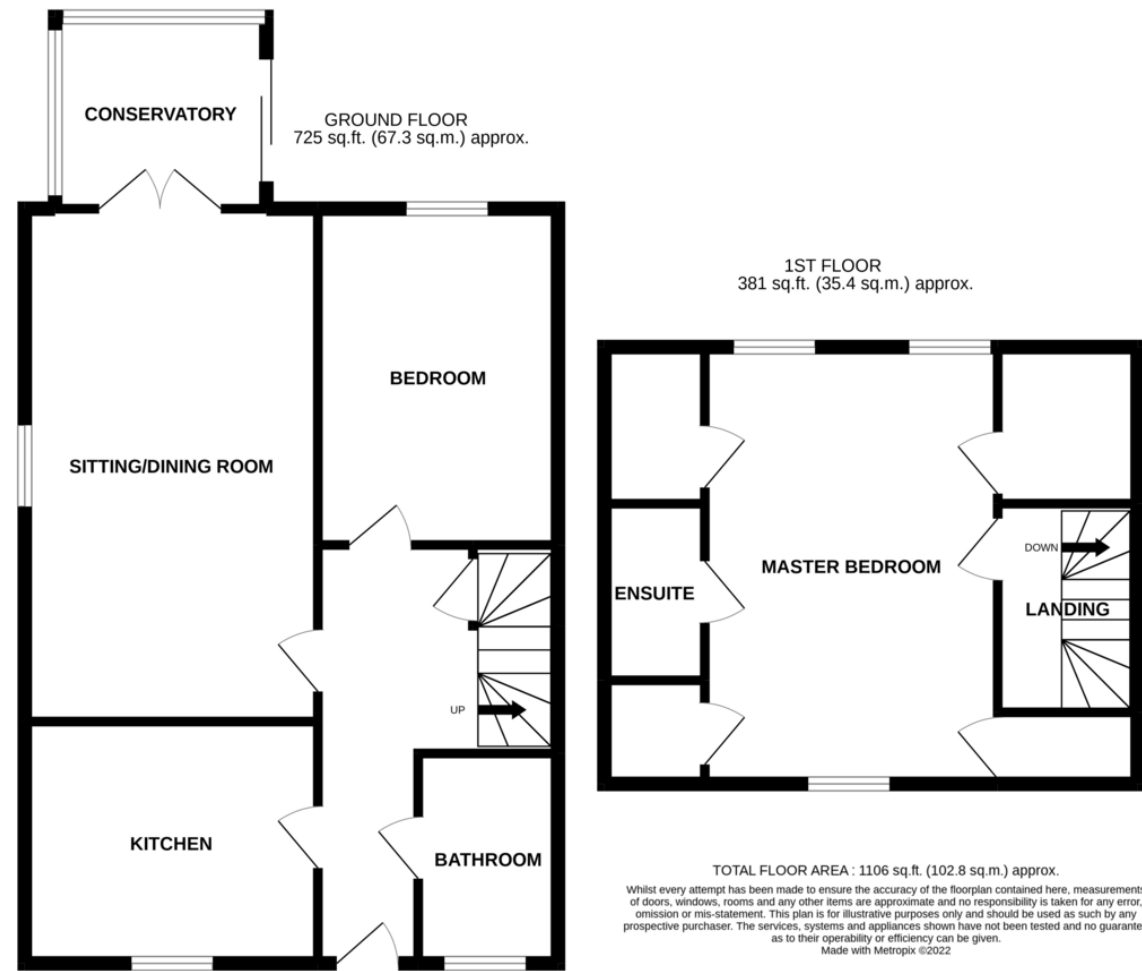 CONSERVATORY
GROUND FLOOR
725 sq.ft. (67.3 sq.m.) approx.
BEDROOM
SITTING/DINING ROOM
UP
KITCHEN
BATHROOM
1ST FLOOR
381 sq.ft. (35.4 sq.m.) approx.
DOWN
MASTER BEDROOM
ENSUITE
LANDING
TOTAL FLOOR AREA : 1106 sq.ft. (102.8 sq.m.) approx.
Whilst every attempt has been made to ensure the accuracy of the floorplan contained here, measurements
of doors, windows, rooms and any other items are approximate and no responsibility is taken for any error,
omission or mis-statement. This plan is for illustrative purposes only and should be used as such by any
prospective purchaser. The services, systems and appliances shown have not been tested and no guarante
as to their operability or efficiency can be given.
Made with Metropix ©2022